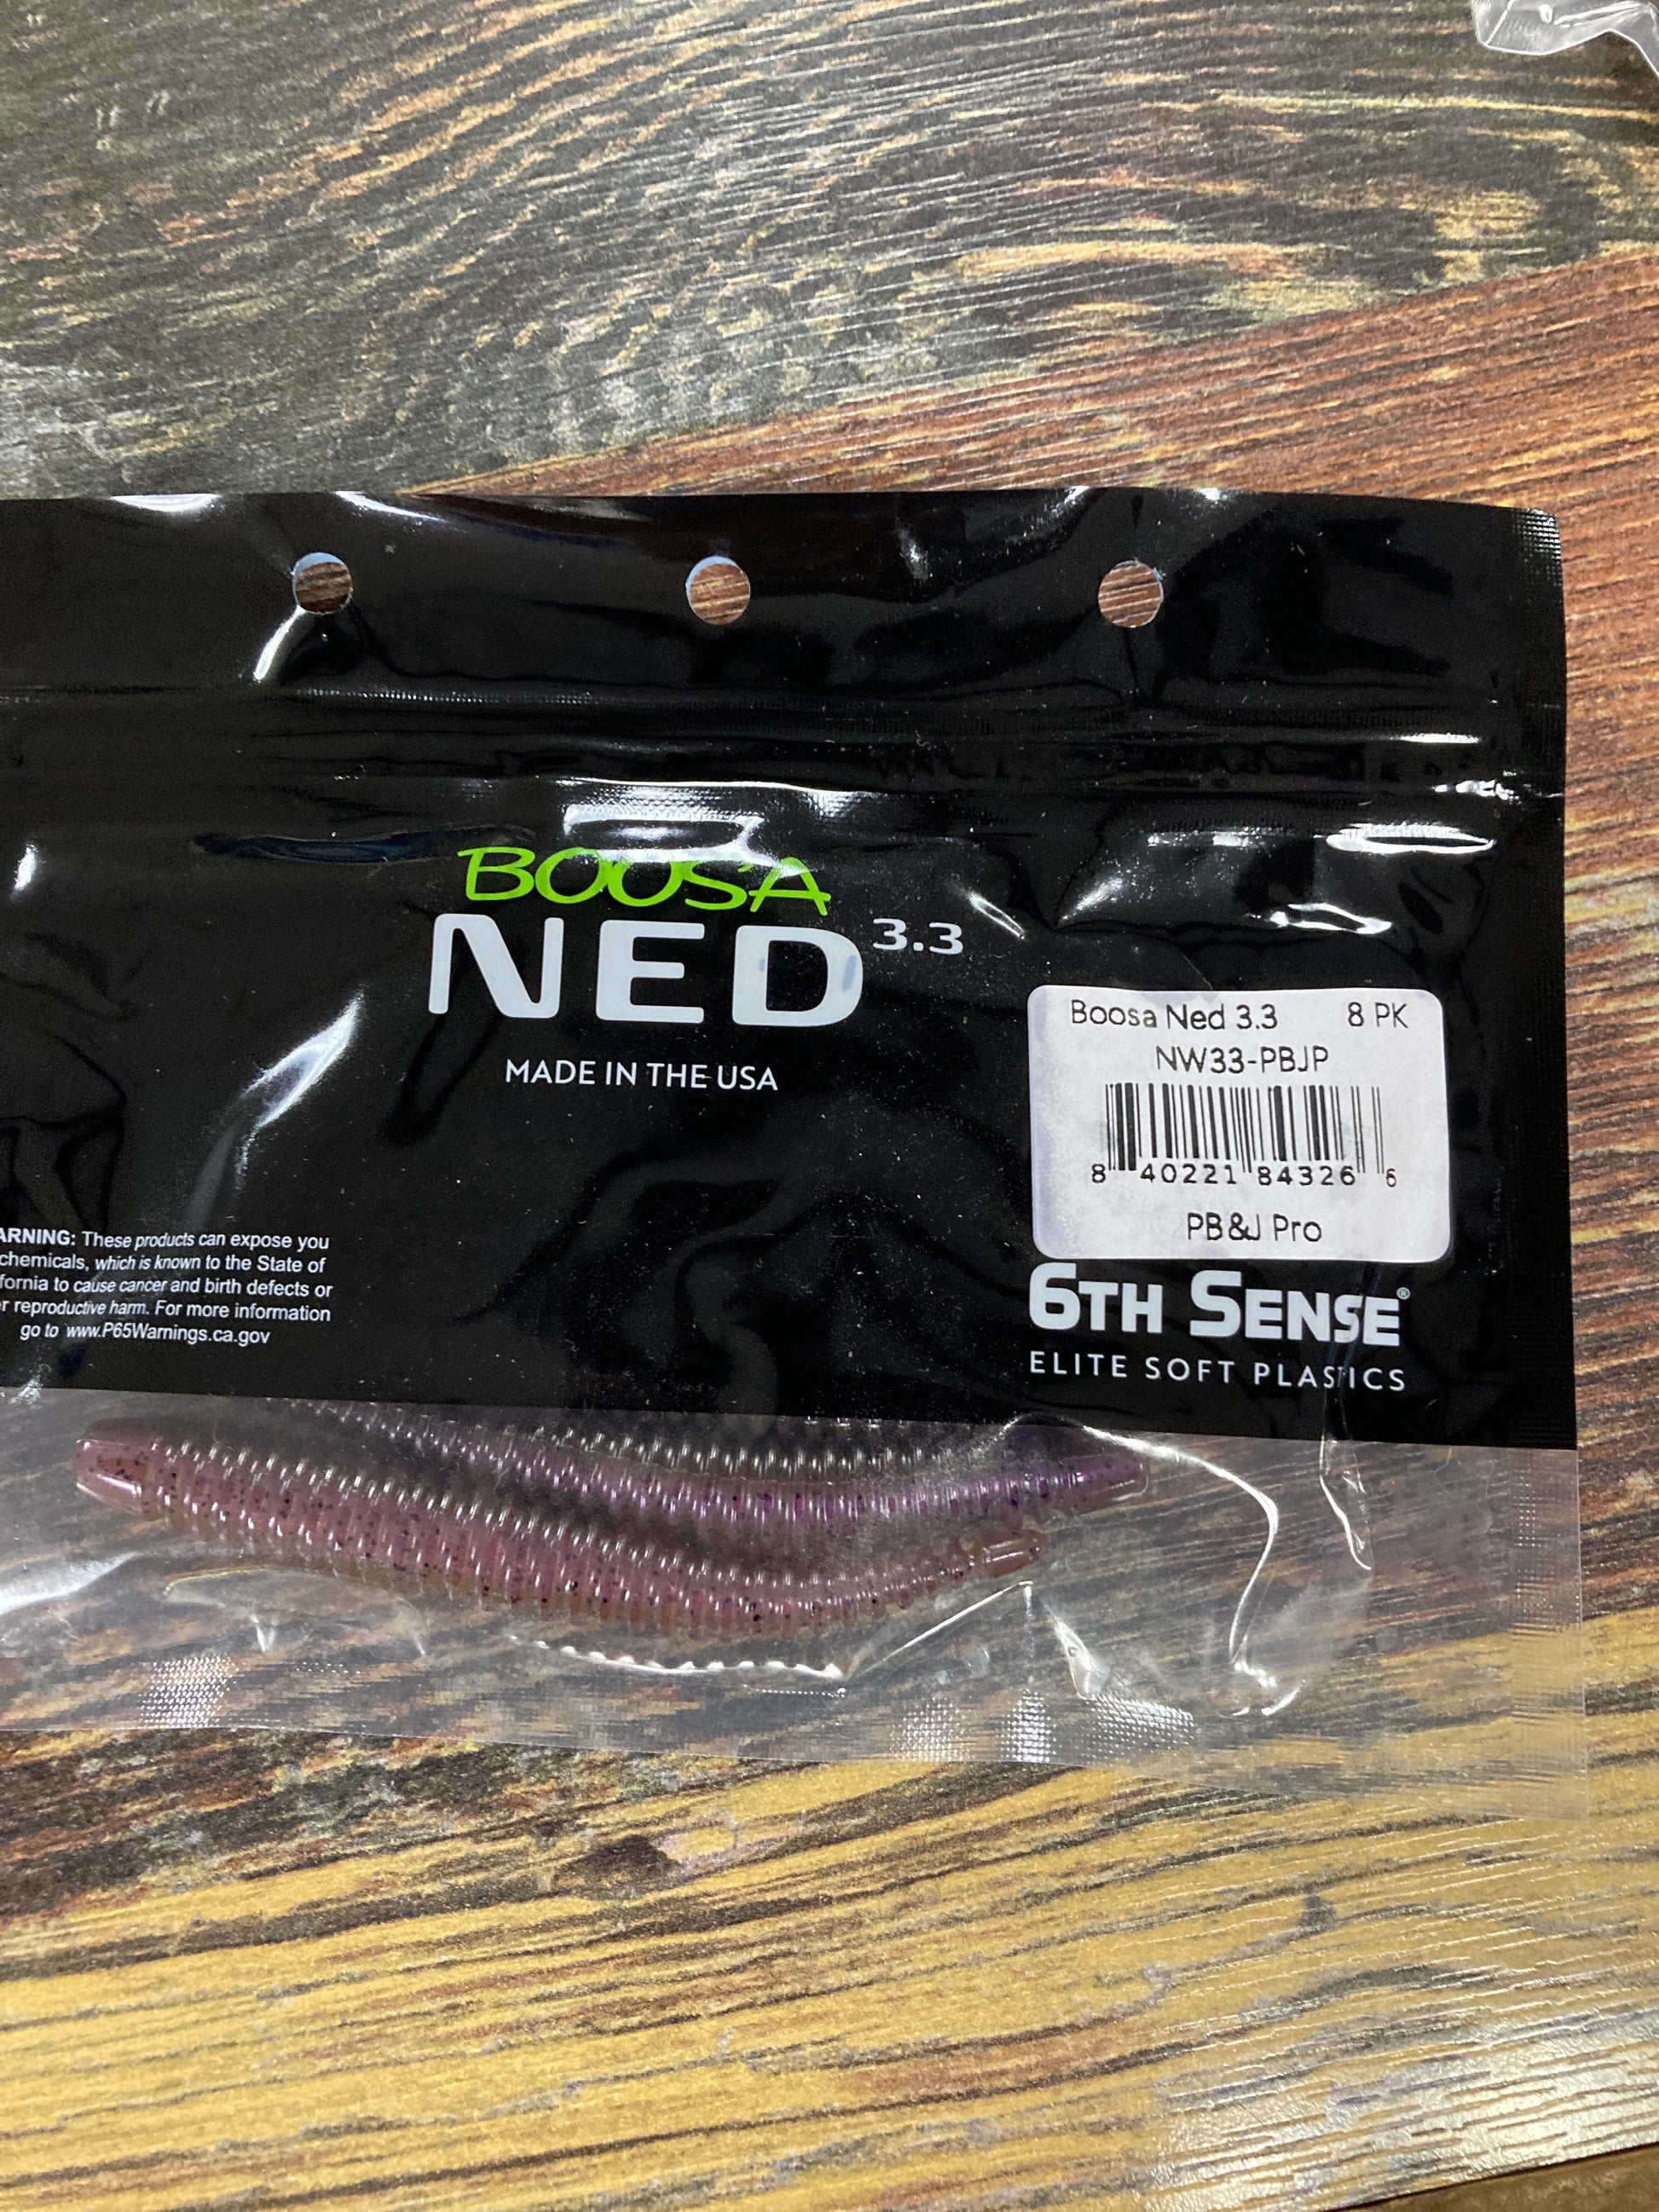 BOOSA
NED 3.3
MADE IN THE USA
Boosa Ned 3.3 8 PK
NW33-PBJP
8 40221 84326 6
PB&J Pro
6TH SENSE®
ELITE SOFT PLASTICS
ARNING: These products can expose you
chemicals, which is known to the State of
fornia to cause cancer and birth defects or
r reproductive harm. For more information
go to www.P65Warnings.ca.gov